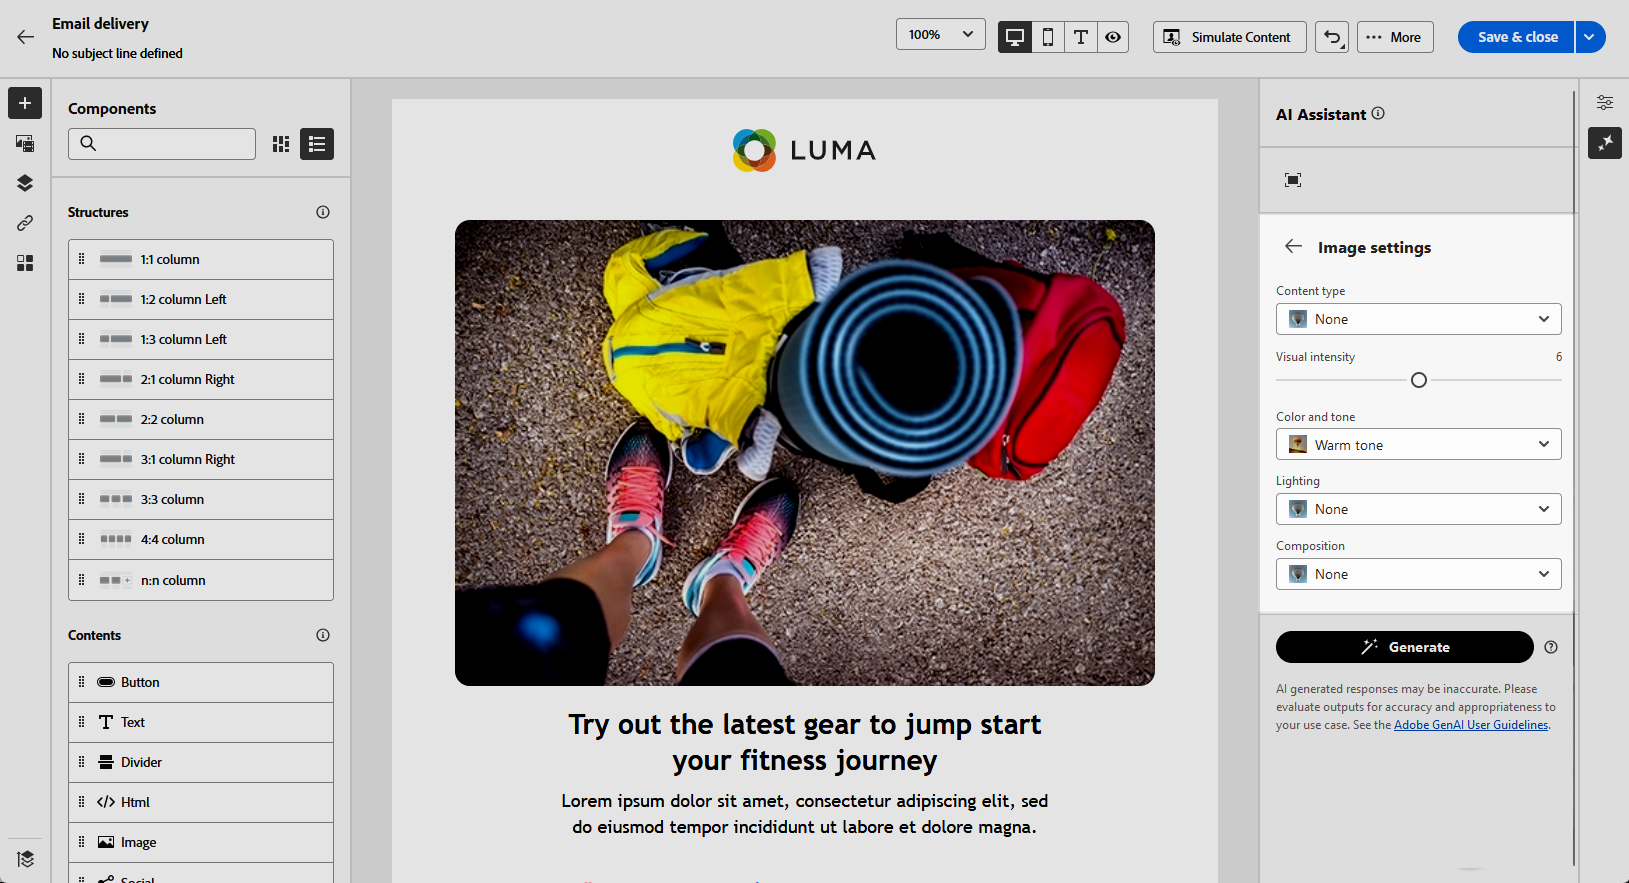 Email delivery
No subject line defined
100%
Simulate Content
More
Save & close
Components
Structures
1:1 column
1:2 column Left
1:3 column Left
2:1 column Right
2:2 column
3:1 column Right
3:3 column
4:4 column
n:n column
Contents
Button
Text
Divider
Html
Image
Social
LUMA
Try out the latest gear to jump start
your fitness journey
Lorem ipsum dolor sit amet, consectetur adipiscing elit, sed
do eiusmod tempor incididunt ut labore et dolore magna.
AI Assistant
Image settings
Content type
None
Visual intensity 6
Color and tone
Warm tone
Lighting
None
Composition
None
Generate
AI generated responses may be inaccurate. Please
evaluate outputs for accuracy and appropriateness to
your use case. See the Adobe GenAI User Guidelines.